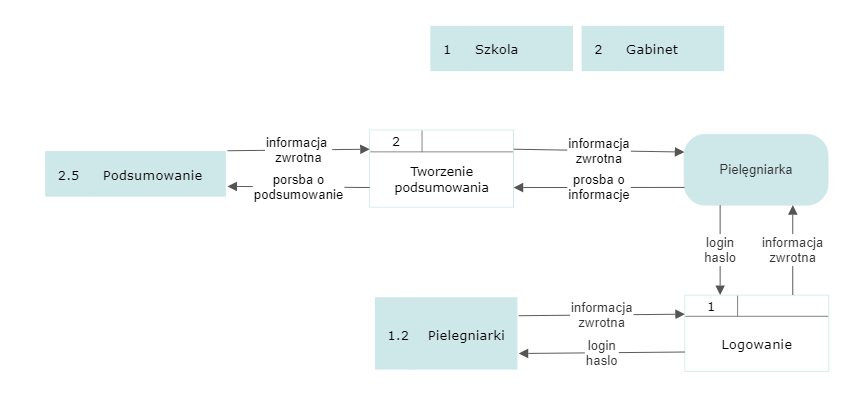 1 Szkola
2 Gabinet
informacja
zwrotna
2
informacja
zwrotna
2.5 Podsumowanie
porsba o
podsumowanie
Tworzenie
podsumowania
prosba o
informacje
Pielęgniarka
login
haslo
informacja
zwrotna
1.2 Pielegniarki
informacja
zwrotna
login
haslo
1
Logowanie